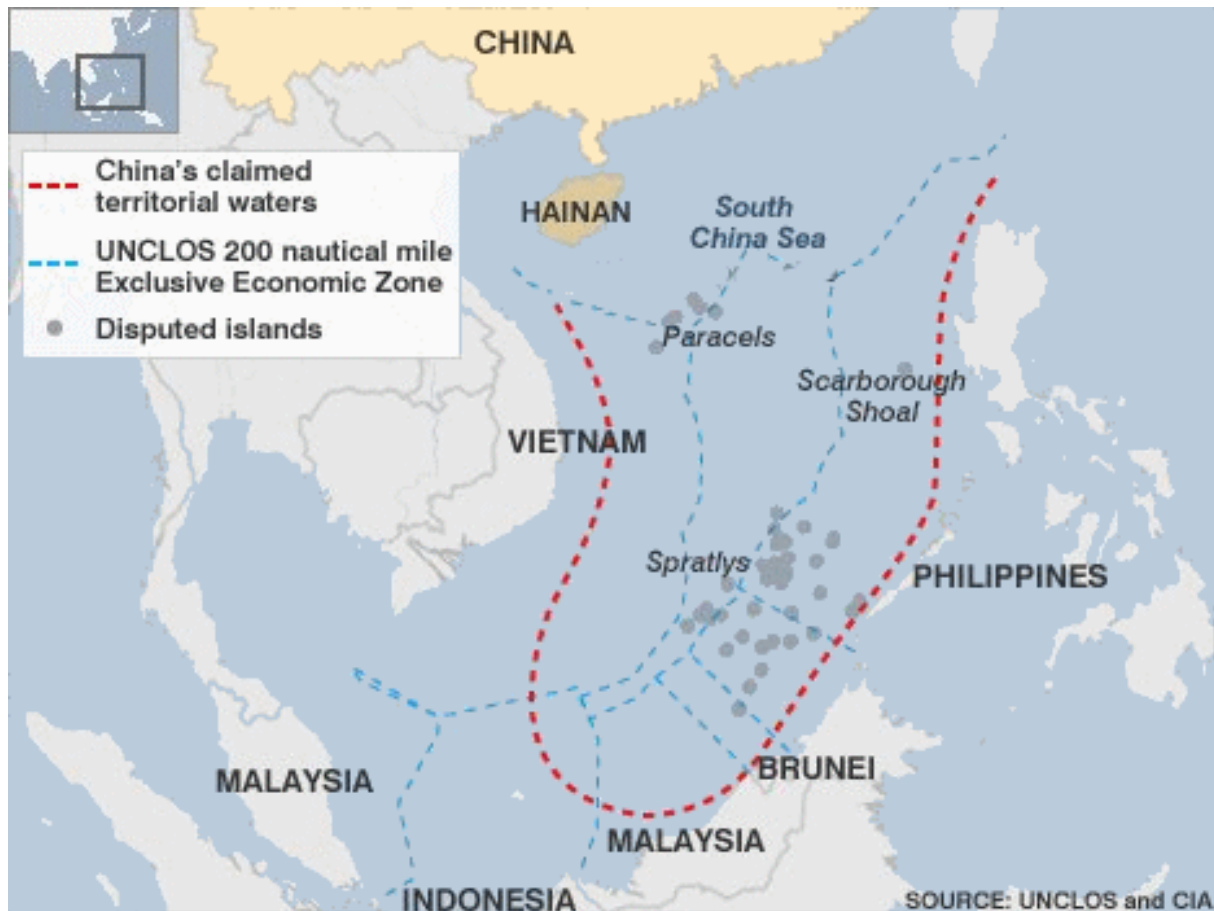 CHINA
China's claimed
territorial waters
UNCLOS 200 nautical mile
Exclusive Economic Zone
Disputed islands
HAINAN
South
China Sea
Paracels
Scarborough
Shoal
VIETNAM
Spratlys
PHILIPPINES
MALAYSIA
BRUNEI
MALAYSIA
INDONESIA
SOURCE: UNCLOS and CIA